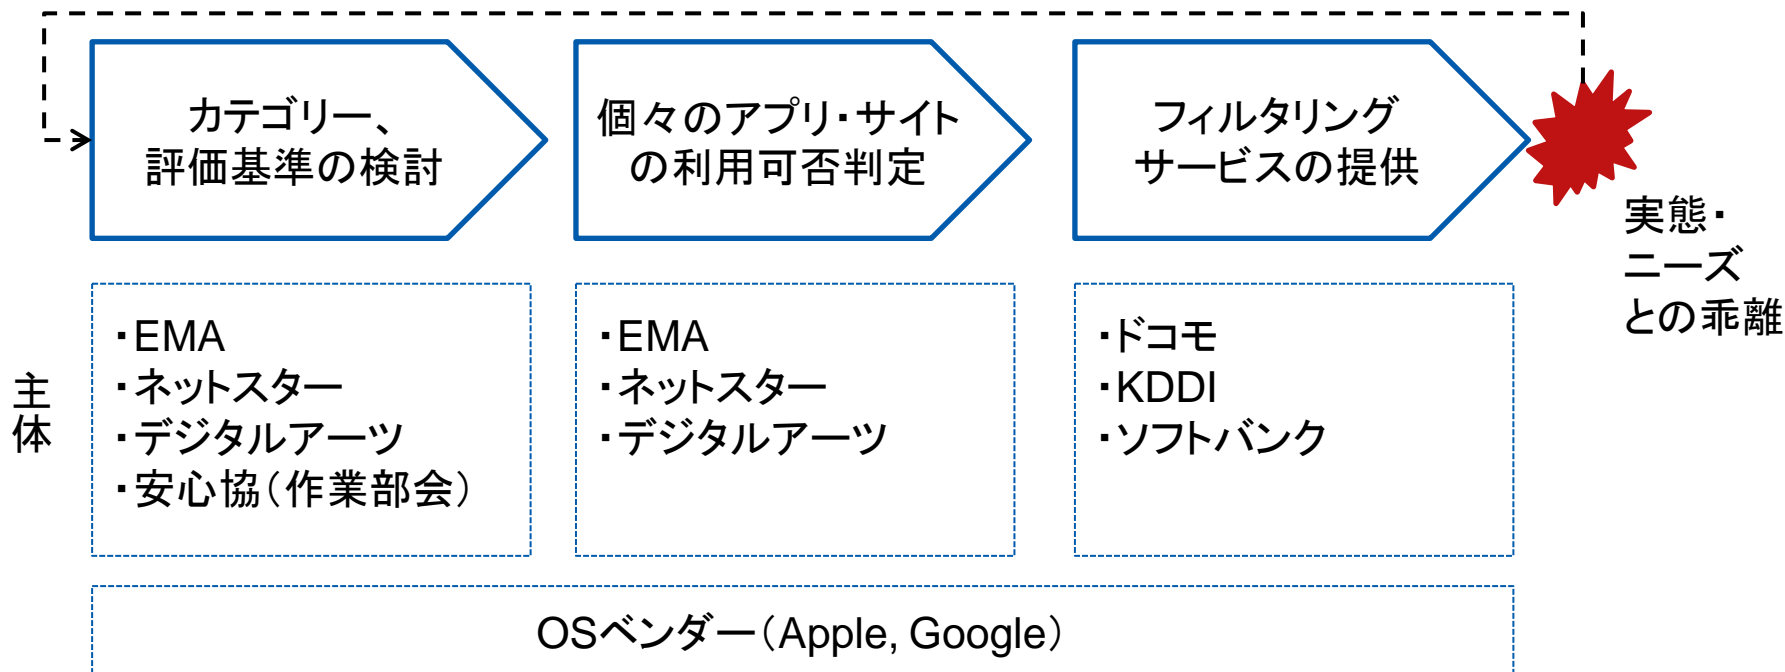 カテゴリー、
評価基準の検討
個々のアプリ・サイト
の利用可否判定
フィルタリング
サービスの提供
実態・
ニーズ
との乖離
主体
・EMA
・ネットスター
・デジタルアーツ
・安心協（作業部会）
・EMA
・ネットスター
・デジタルアーツ
・ドコモ
・KDDI
・ソフトバンク
OSベンダー（Apple, Google）